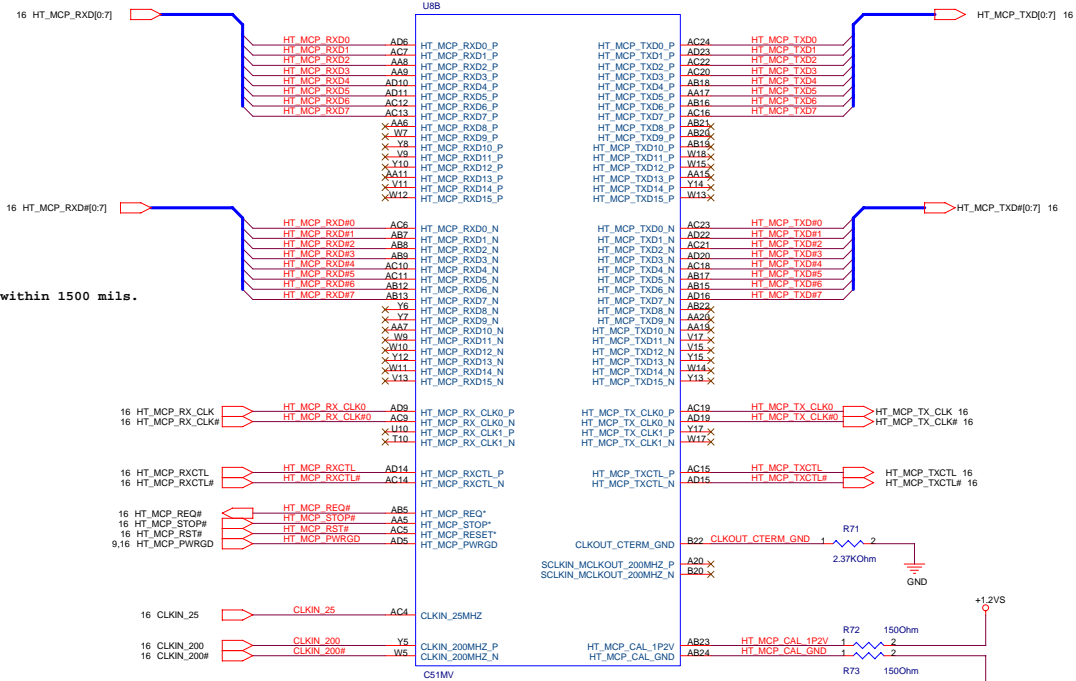 U8B
16 HT_MCP_RXD[0:7]
HT_MCP_TXD[0:7] 16
HT_MCP_RXD0 AD6 HT_MCP_RXD0_P HT_MCP_TXD0_P AC24 HT_MCP_TXD0
HT_MCP_RXD1 AC7 HT_MCP_RXD1_P HT_MCP_TXD1_P AD23 HT_MCP_TXD1
HT_MCP_RXD2 AA8 HT_MCP_RXD2_P HT_MCP_TXD2_P AC22 HT_MCP_TXD2
HT_MCP_RXD3 AA9 HT_MCP_RXD3_P HT_MCP_TXD3_P AC20 HT_MCP_TXD3
HT_MCP_RXD4 AD10 HT_MCP_RXD4_P HT_MCP_TXD4_P AB18 HT_MCP_TXD4
HT_MCP_RXD5 AD11 HT_MCP_RXD5_P HT_MCP_TXD5_P AA17 HT_MCP_TXD5
HT_MCP_RXD6 AC12 HT_MCP_RXD6_P HT_MCP_TXD6_P AB16 HT_MCP_TXD6
HT_MCP_RXD7 AC13 HT_MCP_RXD7_P HT_MCP_TXD7_P AC16 HT_MCP_TXD7
AA6 HT_MCP_RXD8_P HT_MCP_TXD8_P AB21
W7 HT_MCP_RXD9_P HT_MCP_TXD9_P AB20
Y8 HT_MCP_RXD10_P HT_MCP_TXD10_P AB19
V9 HT_MCP_RXD11_P HT_MCP_TXD11_P W18
Y10 HT_MCP_RXD12_P HT_MCP_TXD12_P W15
AA11 HT_MCP_RXD13_P HT_MCP_TXD13_P AA15
V11 HT_MCP_RXD14_P HT_MCP_TXD14_P Y14
W12 HT_MCP_RXD15_P HT_MCP_TXD15_P W13
16 HT_MCP_RXD#[0:7]
HT_MCP_TXD#[0:7] 16
HT_MCP_RXD#0 AC6 HT_MCP_RXD0_N HT_MCP_TXD0_N AC23 HT_MCP_TXD#0
HT_MCP_RXD#1 AB7 HT_MCP_RXD1_N HT_MCP_TXD1_N AD22 HT_MCP_TXD#1
HT_MCP_RXD#2 AB8 HT_MCP_RXD2_N HT_MCP_TXD2_N AC21 HT_MCP_TXD#2
HT_MCP_RXD#3 AB9 HT_MCP_RXD3_N HT_MCP_TXD3_N AD20 HT_MCP_TXD#3
HT_MCP_RXD#4 AC10 HT_MCP_RXD4_N HT_MCP_TXD4_N AC18 HT_MCP_TXD#4
HT_MCP_RXD#5 AC11 HT_MCP_RXD5_N HT_MCP_TXD5_N AB17 HT_MCP_TXD#5
HT_MCP_RXD#6 AB12 HT_MCP_RXD6_N HT_MCP_TXD6_N AB15 HT_MCP_TXD#6
HT_MCP_RXD#7 AB13 HT_MCP_RXD7_N HT_MCP_TXD7_N AD16 HT_MCP_TXD#7
within 1500 mils.
Y6 HT_MCP_RXD8_N HT_MCP_TXD8_N AB22
Y7 HT_MCP_RXD9_N HT_MCP_TXD9_N AA20
AA7 HT_MCP_RXD10_N HT_MCP_TXD10_N AA19
W9 HT_MCP_RXD11_N HT_MCP_TXD11_N V17
W10 HT_MCP_RXD12_N HT_MCP_TXD12_N V15
Y12 HT_MCP_RXD13_N HT_MCP_TXD13_N Y15
W11 HT_MCP_RXD14_N HT_MCP_TXD14_N W14
V13 HT_MCP_RXD15_N HT_MCP_TXD15_N Y13
16 HT_MCP_RX_CLK HT_MCP_RX_CLK0 AD9 HT_MCP_RX_CLK0_P HT_MCP_TX_CLK0_P AC19 HT_MCP_TX_CLK0 HT_MCP_TX_CLK 16
16 HT_MCP_RX_CLK# HT_MCP_RX_CLK#0 AC9 HT_MCP_RX_CLK0_N HT_MCP_TX_CLK0_N AD19 HT_MCP_TX_CLK#0 HT_MCP_TX_CLK# 16
U10 HT_MCP_RX_CLK1_P HT_MCP_TX_CLK1_P Y17
T10 HT_MCP_RX_CLK1_N HT_MCP_TX_CLK1_N W17
16 HT_MCP_RXCTL HT_MCP_RXCTL AD14 HT_MCP_RXCTL_P HT_MCP_TXCTL_P AC15 HT_MCP_TXCTL HT_MCP_TXCTL 16
16 HT_MCP_RXCTL# HT_MCP_RXCTL# AC14 HT_MCP_RXCTL_N HT_MCP_TXCTL_N AD15 HT_MCP_TXCTL# HT_MCP_TXCTL# 16
16 HT_MCP_REQ# HT_MCP_REQ# AB5 HT_MCP_REQ*
16 HT_MCP_STOP# HT_MCP_STOP# AA5 HT_MCP_STOP*
16 HT_MCP_RST# HT_MCP_RST# AC5 HT_MCP_RESET*
9,16 HT_MCP_PWRGD HT_MCP_PWRGD AD5 HT_MCP_PWRGD
R71
CLKOUT_CTERM_GND B22 CLKOUT_CTERM_GND 1 2
2.37KOhm
SCLKIN_MCLKOUT_200MHZ_P A20
SCLKIN_MCLKOUT_200MHZ_N B20
GND
+1.2VS
16 CLKIN_25 CLKIN_25 AC4 CLKIN_25MHZ
R72 150Ohm
16 CLKIN_200 CLKIN_200 Y5 CLKIN_200MHZ_P HT_MCP_CAL_1P2V AB23 HT_MCP_CAL_1P2V 1 2
16 CLKIN_200# CLKIN_200# W5 CLKIN_200MHZ_N HT_MCP_CAL_GND AB24 HT_MCP_CAL_GND 1 2
R73 150Ohm
C51MV